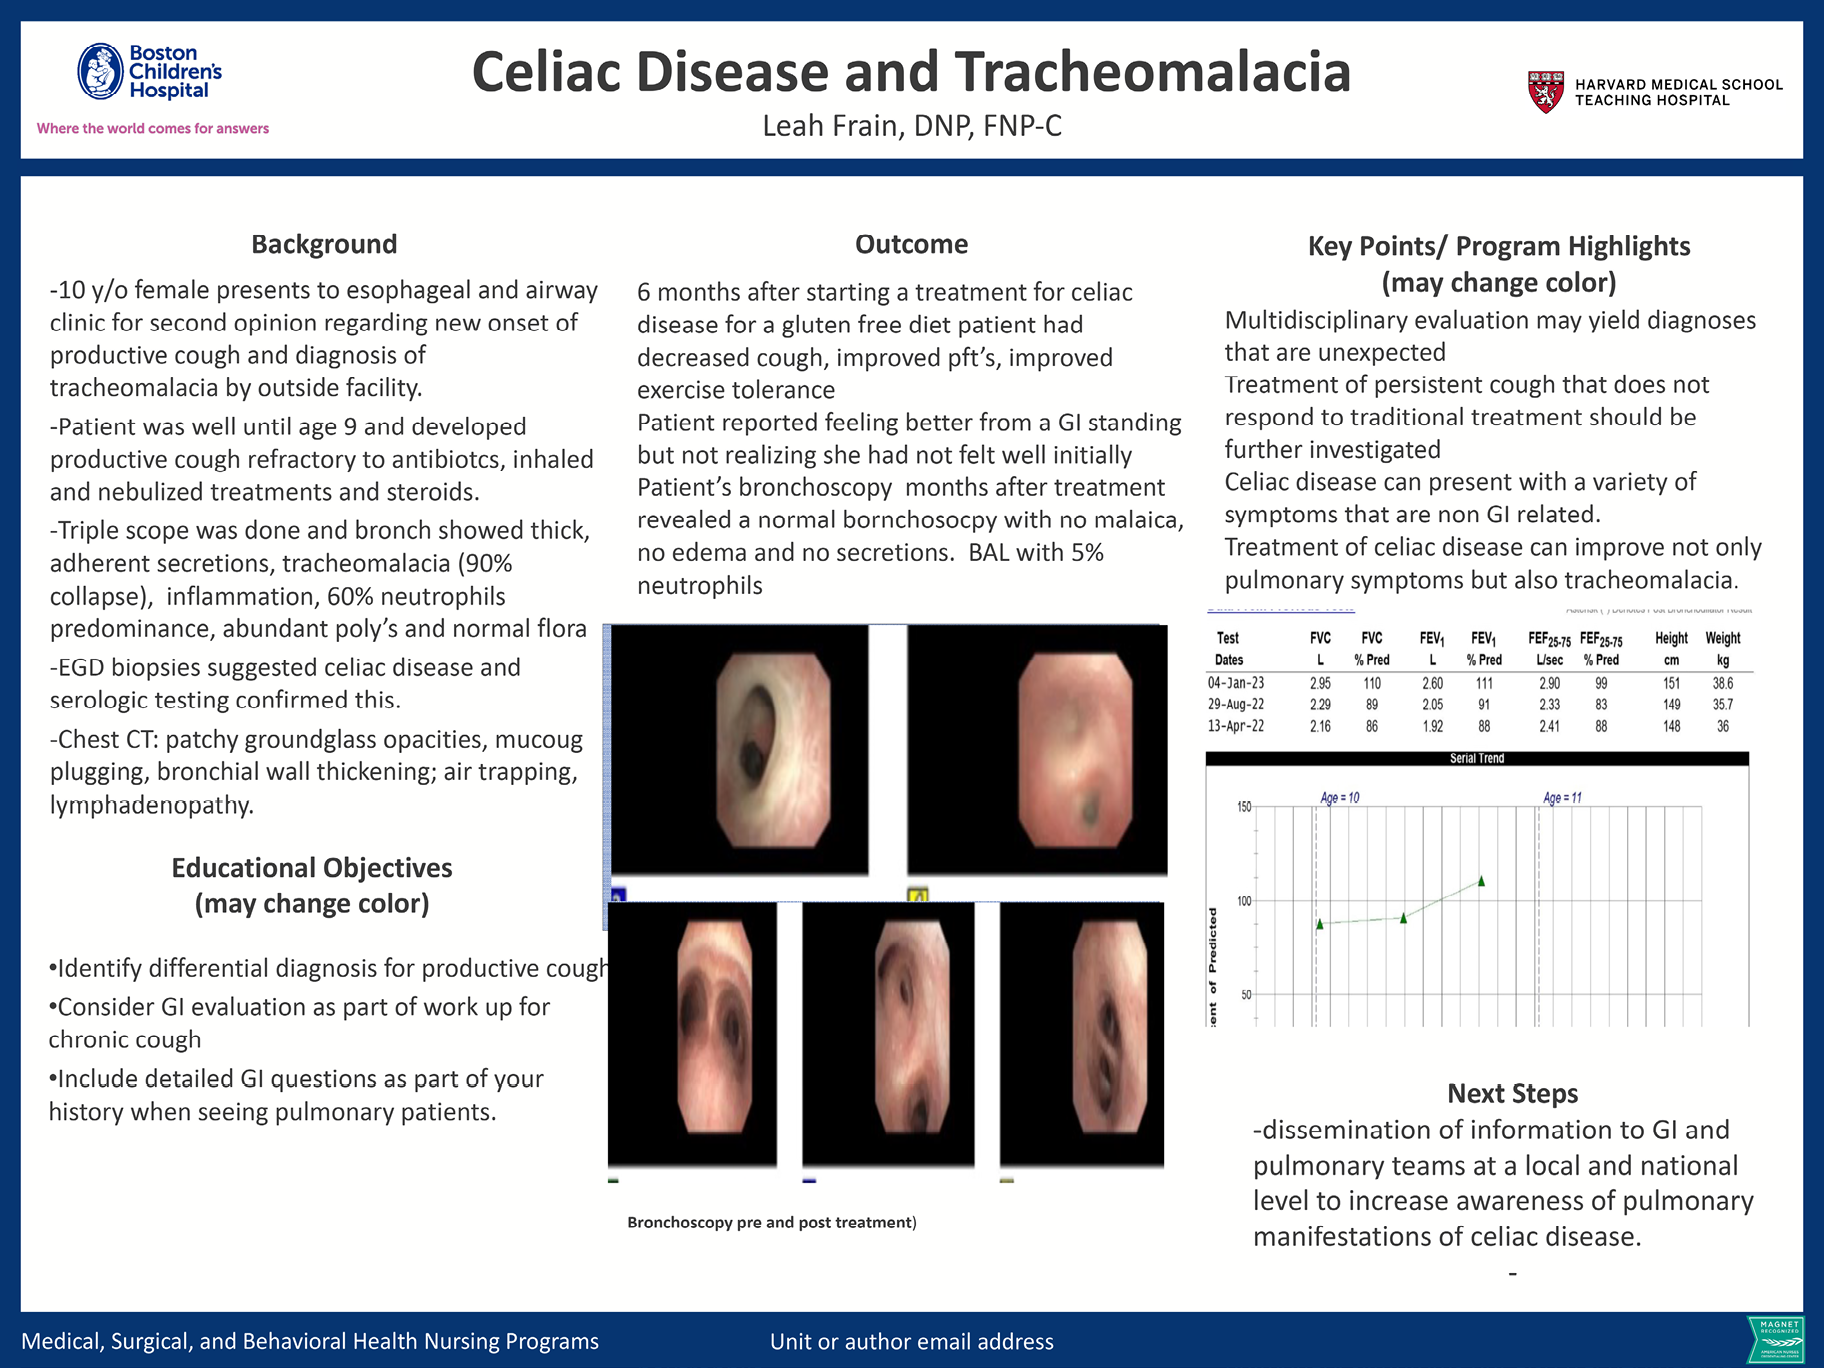 Boston
Children's
Hospital
Where the world comes for answers
Celiac Disease and Tracheomalacia
Leah Frain, DNP, FNP-C
HARVARD MEDICAL SCHOOL
TEACHING HOSPITAL
Background
-10 y/o female presents to esophageal and airway
clinic for second opinion regarding new onset of
productive cough and diagnosis of
tracheomalacia by outside facility.
-Patient was well until age 9 and developed
productive cough refractory to antibiotcs, inhaled
and nebulized treatments and steroids.
-Triple scope was done and bronch showed thick,
adherent secretions, tracheomalacia (90%
collapse),  inflammation, 60% neutrophils
predominance, abundant poly's and normal flora
-EGD biopsies suggested celiac disease and
serologic testing confirmed this.
-Chest CT: patchy groundglass opacities, mucoug
plugging, bronchial wall thickening; air trapping,
lymphadenopathy.
Educational Objectives
(may change color)
•Identify differential diagnosis for productive cough
•Consider GI evaluation as part of work up for
chronic cough
•Include detailed GI questions as part of your
history when seeing pulmonary patients.
Outcome
6 months after starting a treatment for celiac
disease for a gluten free diet patient had
decreased cough, improved pft's, improved
exercise tolerance
Patient reported feeling better from a GI standing
but not realizing she had not felt well initially
Patient's bronchoscopy  months after treatment
revealed a normal bornchosocpy with no malaica,
no edema and no secretions.  BAL with 5%
neutrophils
Bronchoscopy pre and post treatment)
Key Points/ Program Highlights
(may change color)
Multidisciplinary evaluation may yield diagnoses
that are unexpected
Treatment of persistent cough that does not
respond to traditional treatment should be
further investigated
Celiac disease can present with a variety of
symptoms that are non GI related.
Treatment of celiac disease can improve not only
pulmonary symptoms but also tracheomalacia.
Test FVC FVC FEV1 FEV1 FEF25-75 FEF25-75 Height Weight
Dates L % Pred L % Pred L/sec % Pred cm kg
04-Jan-23 2.95 110 2.60 111 2.90 99 151 38.6
29-Aug-22 2.29 89 2.05 91 2.33 83 149 35.7
13-Apr-22 2.16 86 1.92 88 2.41 88 148 36
Serial Trend
Age = 10 Age = 11
150
100
50
of Predicted
Next Steps
-dissemination of information to GI and
pulmonary teams at a local and national
level to increase awareness of pulmonary
manifestations of celiac disease.
-
Medical, Surgical, and Behavioral Health Nursing Programs
Unit or author email address
MAGNET
RECOGNIZED